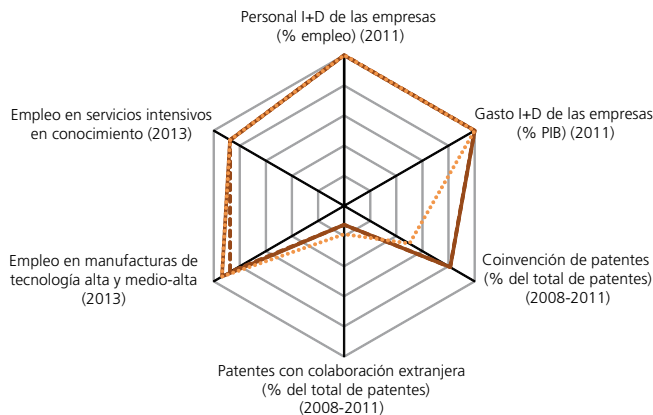 Personal I+D de las empresas
(% empleo) (2011)
Gasto I+D de las empresas
(% PIB) (2011)
Coinvención de patentes
(% del total de patentes)
(2008-2011)
Patentes con colaboración extranjera
(% del total de patentes)
(2008-2011)
Empleo en manufacturas de
tecnología alta y medio-alta
(2013)
Empleo en servicios intensivos
en conocimiento (2013)